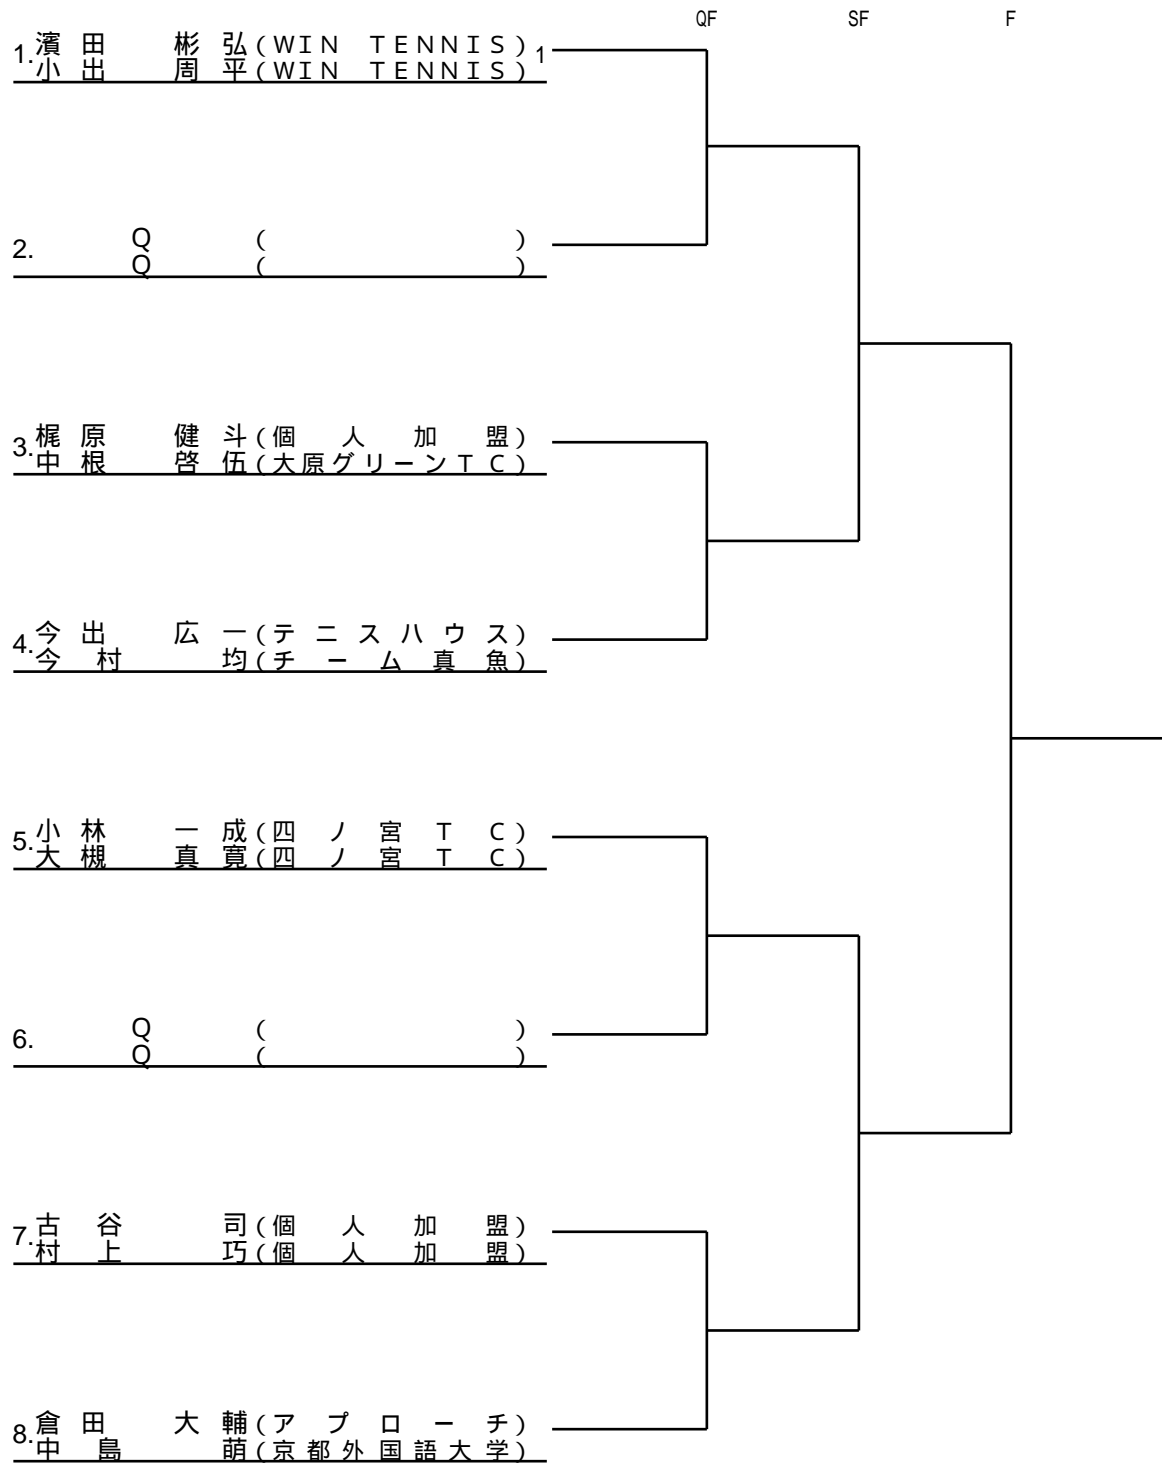 QF SF F
1. 濱田 彬弘(WIN TENNIS) 1
小出 周平(WIN TENNIS)
2. Q ( )
Q ( )
3. 梶原 健斗(個人加盟)
中根 啓伍(大原グリーンTC)
4. 今出 広一(テニスハウス)
今村 均(チーム真魚)
5. 小林 一成(四ノ宮TC)
大槻 真寛(四ノ宮TC)
6. Q ( )
Q ( )
7. 古谷 司(個人加盟)
村上 巧(個人加盟)
8. 倉田 大輔(アプローチ)
中島 萌(京都外国語大学)